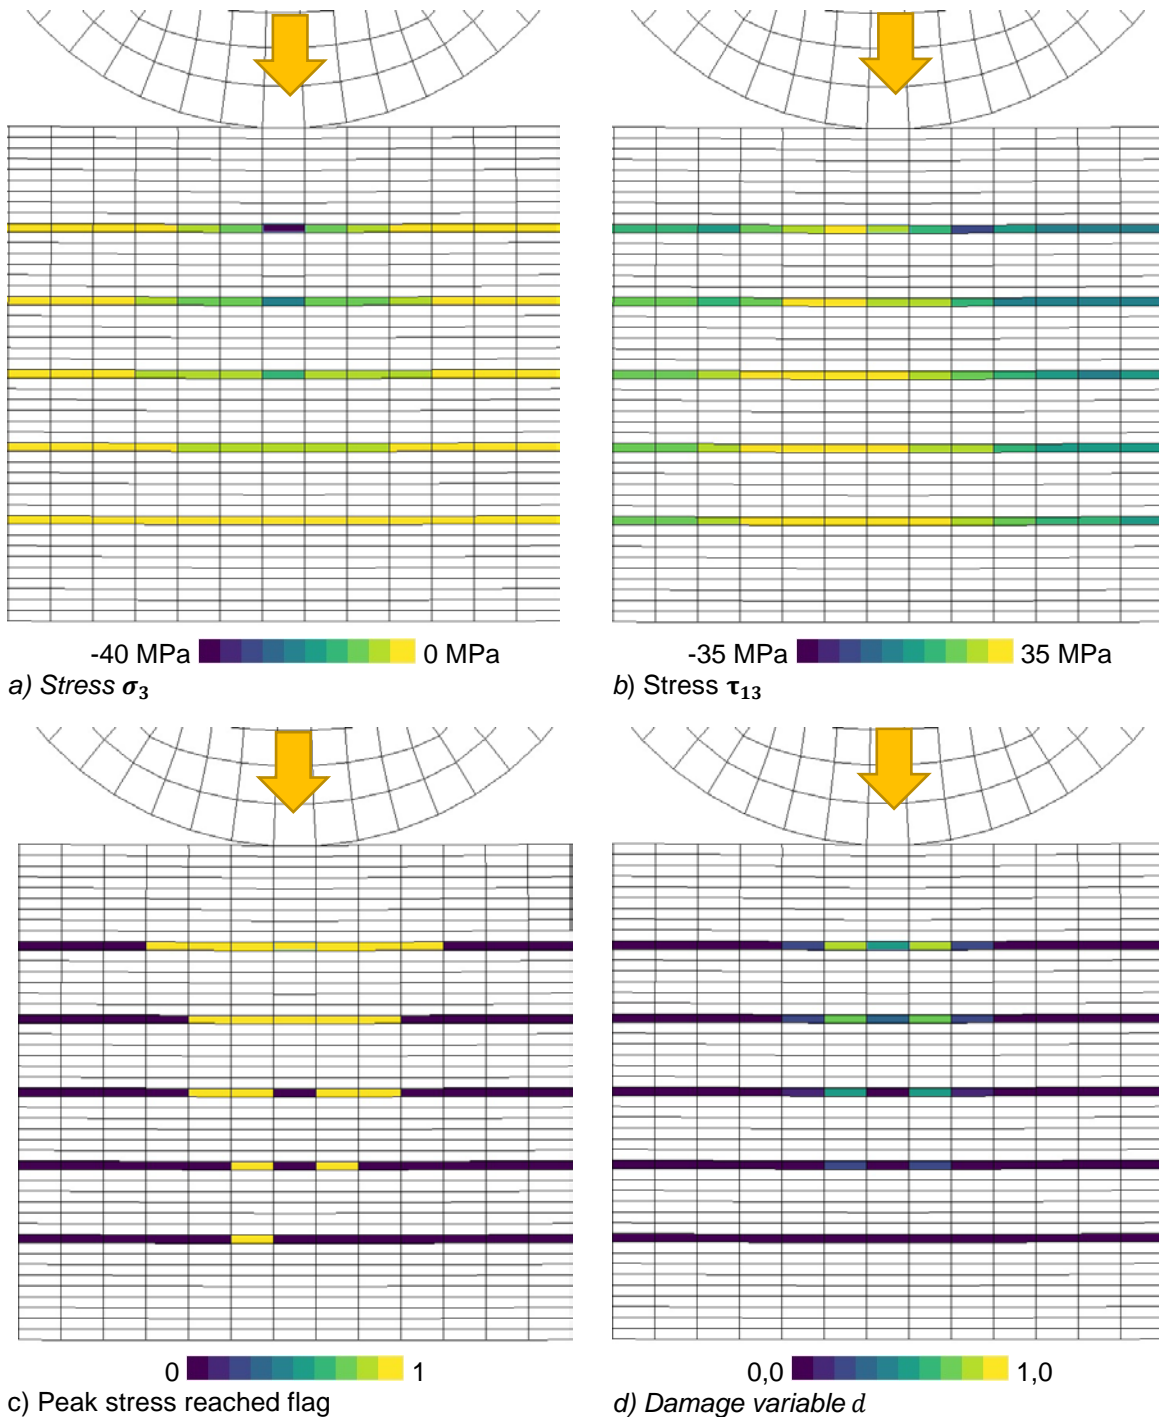 -40 MPa 0 MPa
a) Stress σ₃
-35 MPa 35 MPa
b) Stress τ₁₃
0 1
c) Peak stress reached flag
0,0 1,0
d) Damage variable d